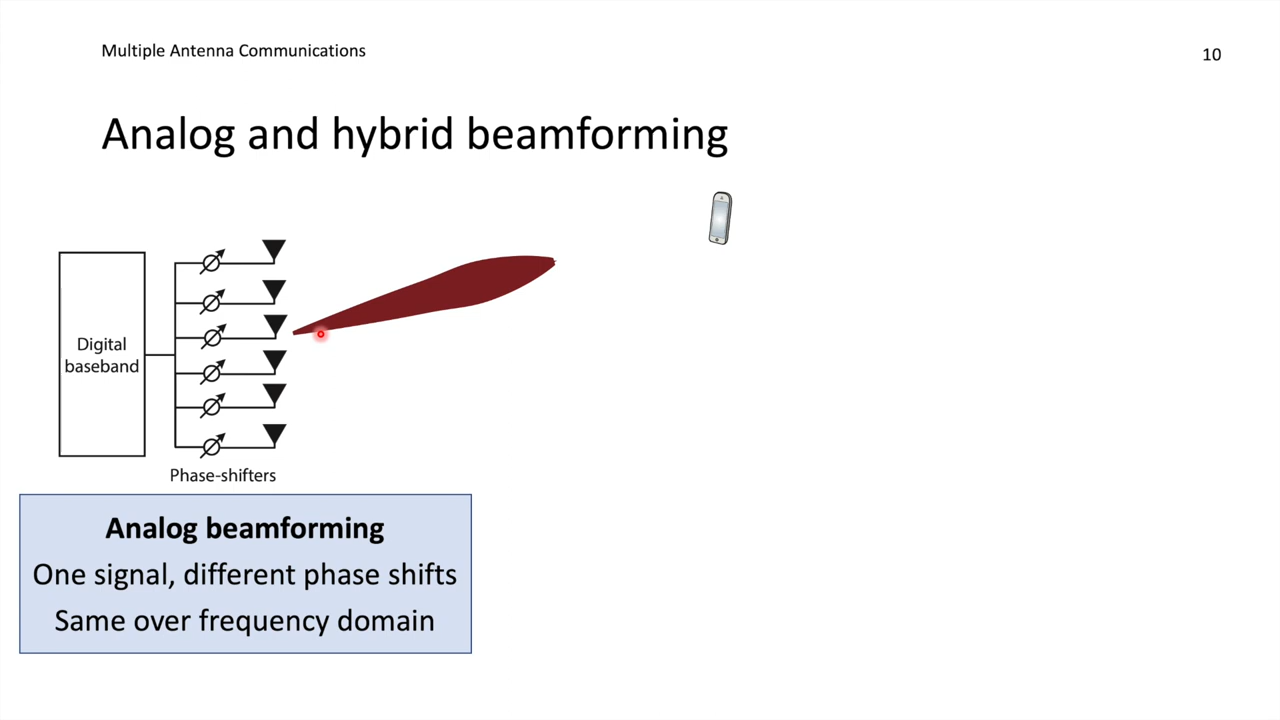 Multiple Antenna Communications
10
Analog and hybrid beamforming
Digital
baseband
Phase-shifters
Analog beamforming
One signal, different phase shifts
Same over frequency domain